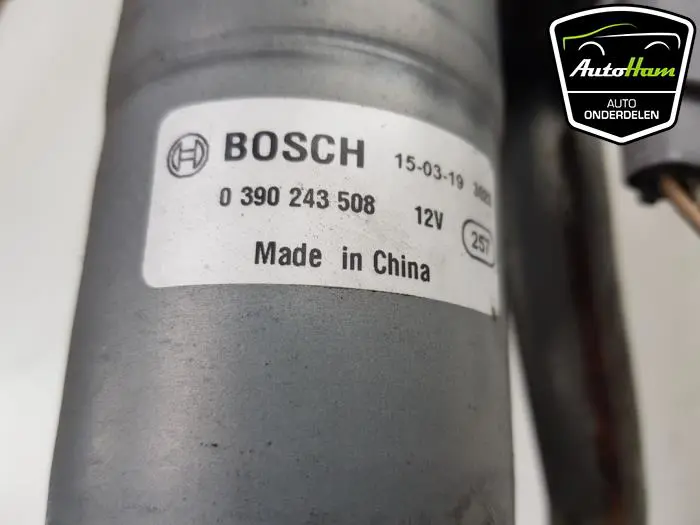 AutoHam
AUTO
ONDERDELEN
BOSCH 15-03-19
0 390 243 508 12V 257
Made in China